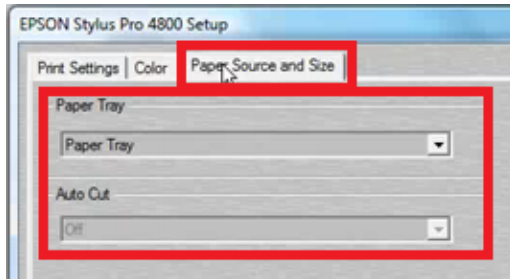 EPSON Stylus Pro 4800 Setup
Print Settings Color Paper Source and Size
Paper Tray
Paper Tray
Auto Cut
Off